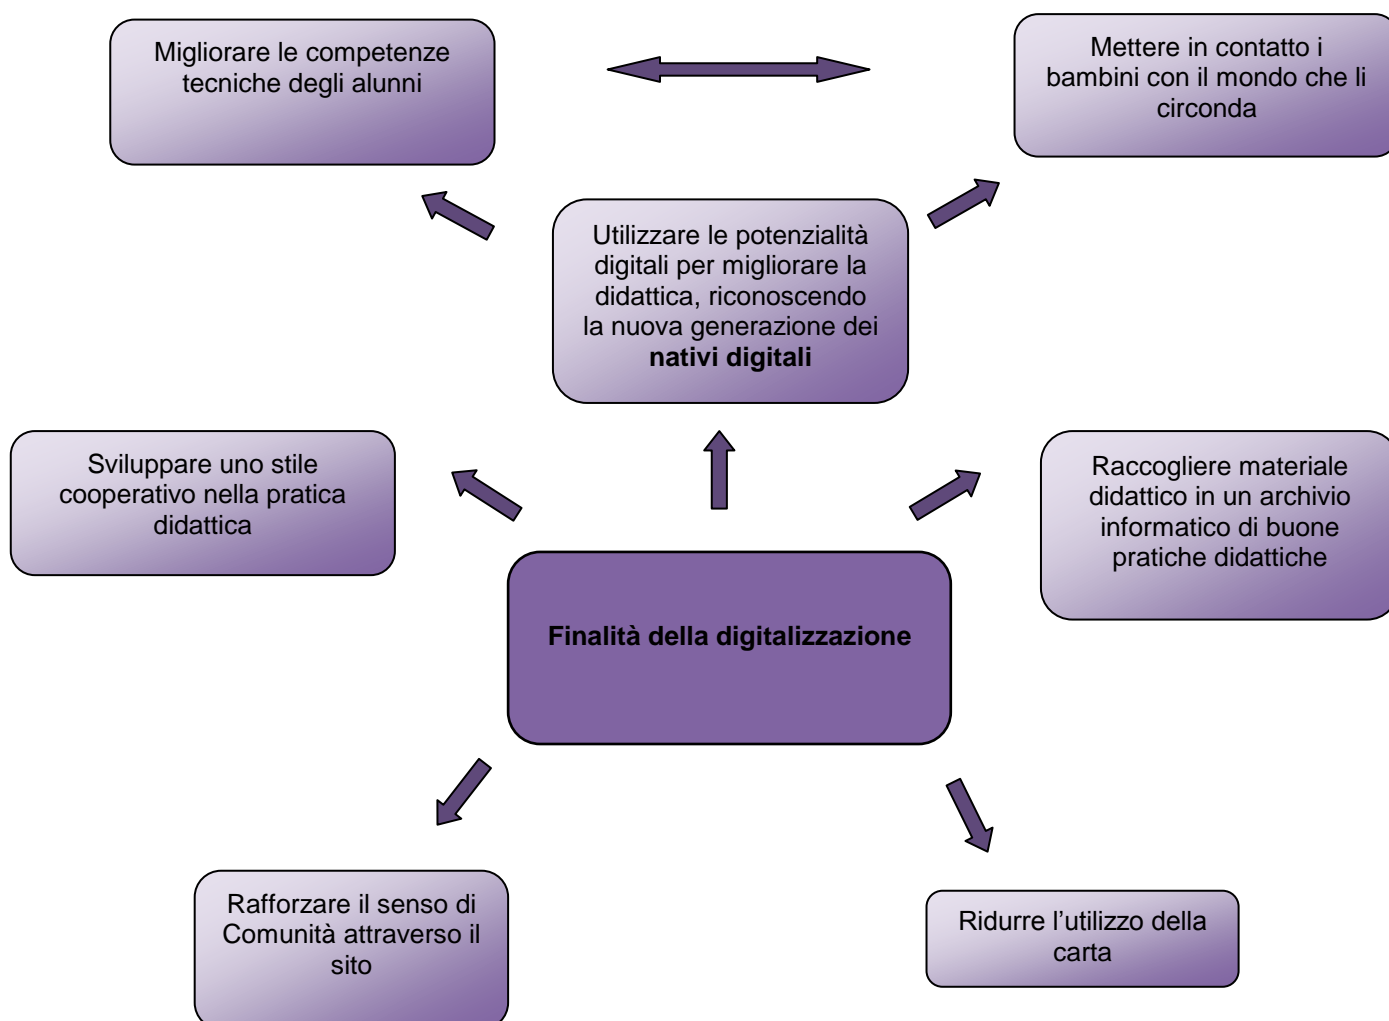 Migliorare le competenze
tecniche degli alunni
Mettere in contatto i
bambini con il mondo che li
circonda
Utilizzare le potenzialità
digitali per migliorare la
didattica, riconoscendo
la nuova generazione dei
nativi digitali
Sviluppare uno stile
cooperativo nella pratica
didattica
Raccogliere materiale
didattico in un archivio
informatico di buone
pratiche didattiche
Finalità della digitalizzazione
Rafforzare il senso di
Comunità attraverso il
sito
Ridurre l’utilizzo della
carta